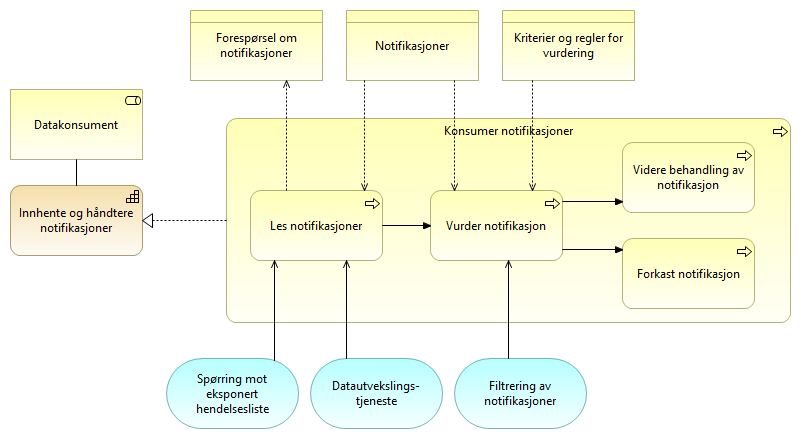 Forespørsel om
notifikasjoner
Notifikasjoner
Kriterier og regler for
vurdering
Datakonsument
Konsumer notifikasjoner
Innhente og håndtere
notifikasjoner
Les notifikasjoner
Vurder notifikasjon
Videre behandling av
notifikasjon
Forkast notifikasjon
Spørring mot
eksponert
hendelsesliste
Datautvekslings-
tjeneste
Filtrering av
notifikasjoner